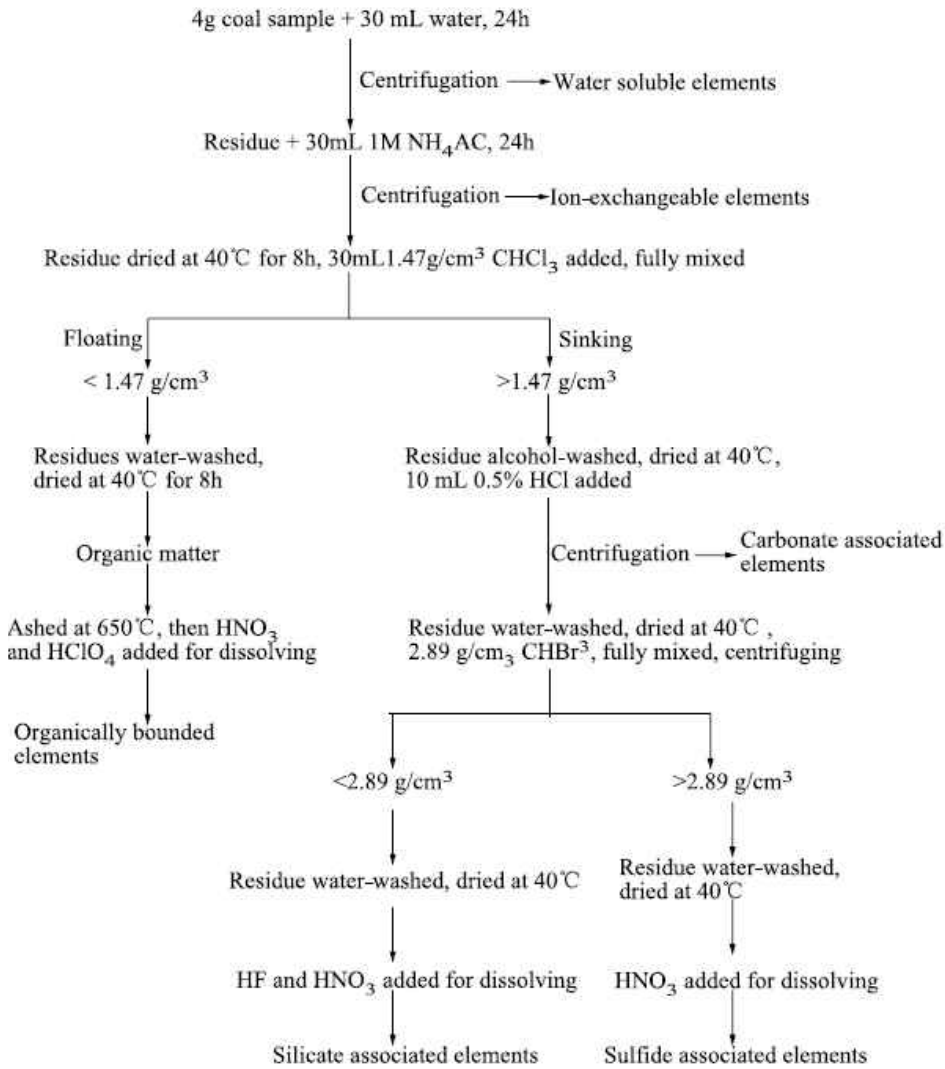 4g coal sample + 30 mL water, 24h
Centrifugation
Water soluble elements
Residue + 30mL 1M NH₄AC, 24h
Centrifugation
Ion-exchangeable elements
Residue dried at 40℃ for 8h, 30mL1.47g/cm³ CHCl₃ added, fully mixed
Floating
Sinking
< 1.47 g/cm³
>1.47 g/cm³
Residues water-washed,
dried at 40℃ for 8h
Residue alcohol-washed, dried at 40℃,
10 mL 0.5% HCl added
Organic matter
Centrifugation
Carbonate associated
elements
Ashed at 650℃, then HNO₃
and HClO₄ added for dissolving
Residue water-washed, dried at 40℃ ,
2.89 g/cm₃ CHBr³, fully mixed, centrifuging
Organically bounded
elements
<2.89 g/cm³
>2.89 g/cm³
Residue water-washed, dried at 40℃
Residue water-washed,
dried at 40℃
HF and HNO₃ added for dissolving
HNO₃ added for dissolving
Silicate associated elements
Sulfide associated elements